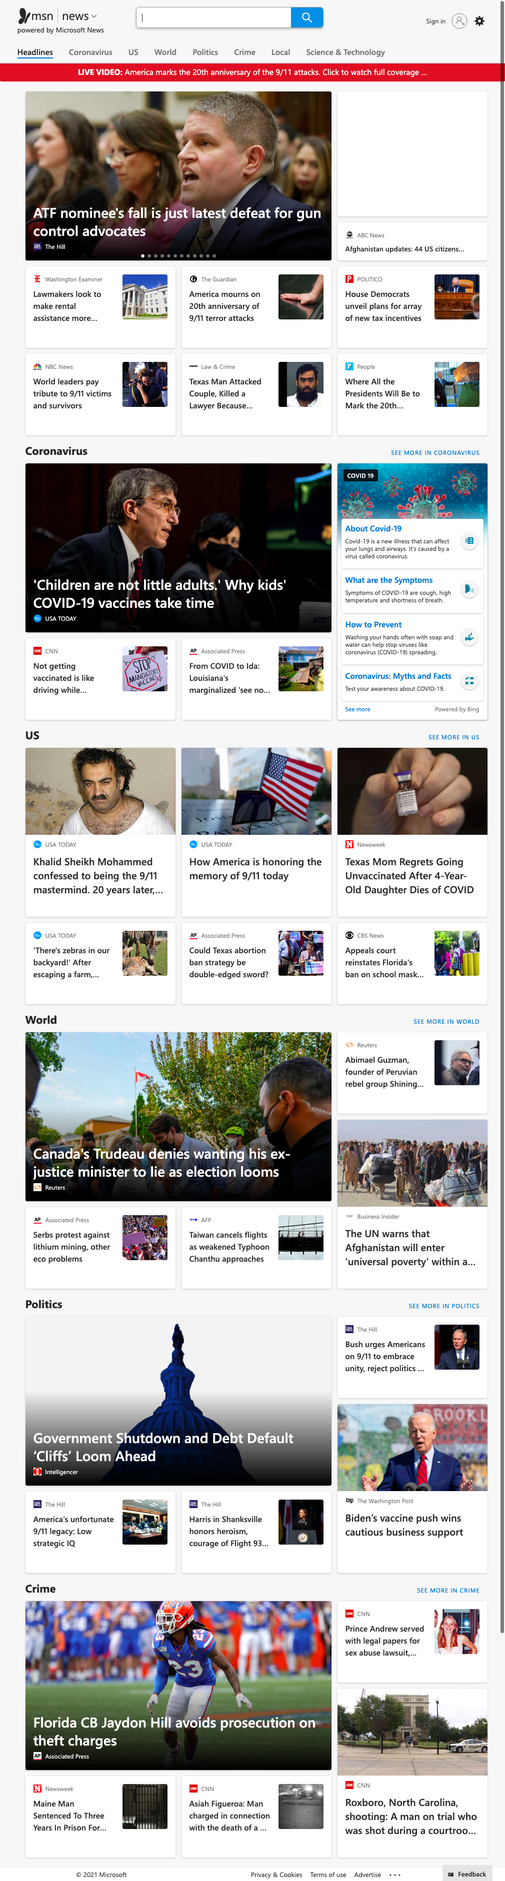 msn | news
powered by Microsoft News
Sign in
Headlines Coronavirus US World Politics Crime Local Science & Technology
LIVE VIDEO: America marks the 20th anniversary of the 9/11 attacks. Click to watch full coverage ...
ATF nominee's fall is just latest defeat for gun
control advocates
The Hill
ABC News
Afghanistan updates: 44 US citizens...
Washington Examiner
Lawmakers look to
make rental
assistance more...
The Guardian
America mourns on
20th anniversary of
9/11 terror attacks
POLITICO
House Democrats
unveil plans for array
of new tax incentives
NBC News
World leaders pay
tribute to 9/11 victims
and survivors
Law & Crime
Texas Man Attacked
Couple, Killed a
Lawyer Because...
People
Where All the
Presidents Will Be to
Mark the 20th...
Coronavirus
SEE MORE IN CORONAVIRUS
'Children are not little adults.' Why kids'
COVID-19 vaccines take time
USA TODAY
COVID 19
About Covid-19
Covid-19 is a new illness that can affect
your lungs and airways. It's caused by a
virus called coronavirus.
What are the Symptoms
Symptoms of COVID-19 are cough, high
temperature and shortness of breath.
How to Prevent
Washing your hands often with soap and
water can help stop viruses like
coronavirus (COVID-19) spreading.
Coronavirus: Myths and Facts
Test your awareness about COVID-19.
See more
Powered by Bing
CNN
Not getting
vaccinated is like
driving while...
STOP
MANDATORY
VACCINE
AP Associated Press
From COVID to Ida:
Louisiana's
marginalized 'see no...
US
SEE MORE IN US
USA TODAY
Khalid Sheikh Mohammed
confessed to being the 9/11
mastermind. 20 years later,...
USA TODAY
How America is honoring the
memory of 9/11 today
Newsweek
Texas Mom Regrets Going
Unvaccinated After 4-Year-
Old Daughter Dies of COVID
USA TODAY
'There's zebras in our
backyard!' After
escaping a farm,...
AP Associated Press
Could Texas abortion
ban strategy be
double-edged sword?
CBS News
Appeals court
reinstates Florida's
ban on school mask...
World
SEE MORE IN WORLD
Canada's Trudeau denies wanting his ex-
justice minister to lie as election looms
Reuters
Reuters
Abimael Guzman,
founder of Peruvian
rebel group Shining...
Business Insider
The UN warns that
Afghanistan will enter
'universal poverty' within a...
AP Associated Press
Serbs protest against
lithium mining, other
eco problems
AFP
Taiwan cancels flights
as weakened Typhoon
Chanthu approaches
Politics
SEE MORE IN POLITICS
Government Shutdown and Debt Default
‘Cliffs’ Loom Ahead
Intelligencer
The Hill
Bush urges Americans
on 9/11 to embrace
unity, reject politics ...
BROOKL
The Washington Post
Biden’s vaccine push wins
cautious business support
The Hill
America's unfortunate
9/11 legacy: Low
strategic IQ
The Hill
Harris in Shanksville
honors heroism,
courage of Flight 93...
Crime
SEE MORE IN CRIME
23
Florida CB Jaydon Hill avoids prosecution on
theft charges
AP Associated Press
CNN
Prince Andrew served
with legal papers for
sex abuse lawsuit,...
CNN
Roxboro, North Carolina,
shooting: A man on trial who
was shot during a courtroo...
Newsweek
Maine Man
Sentenced To Three
Years In Prison For...
CNN
Asiah Figueroa: Man
charged in connection
with the death of a ...
© 2021 Microsoft
Privacy & Cookies Terms of use Advertise ...
Feedback